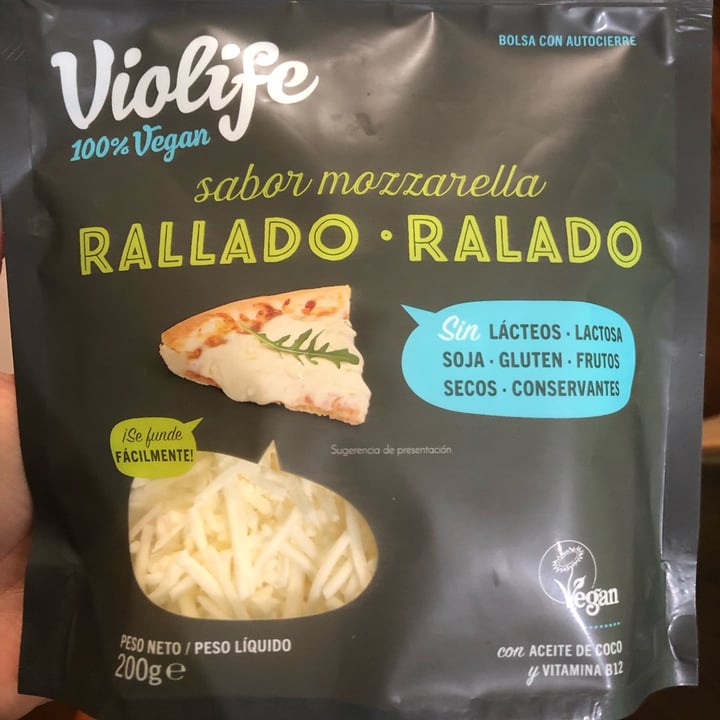 BOLSA CON AUTOCIERRE
Violife
100% Vegan
sabor mozzarella
RALLADO · RALADO
Sin LÁCTEOS · LACTOSA
SOJA · GLUTEN · FRUTOS
SECOS · CONSERVANTES
¡Se funde
FÁCILMENTE!
Sugerencia de presentación
Vegan
PESO NETO / PESO LÍQUIDO
200g e
con ACEITE DE COCO
y VITAMINA B12